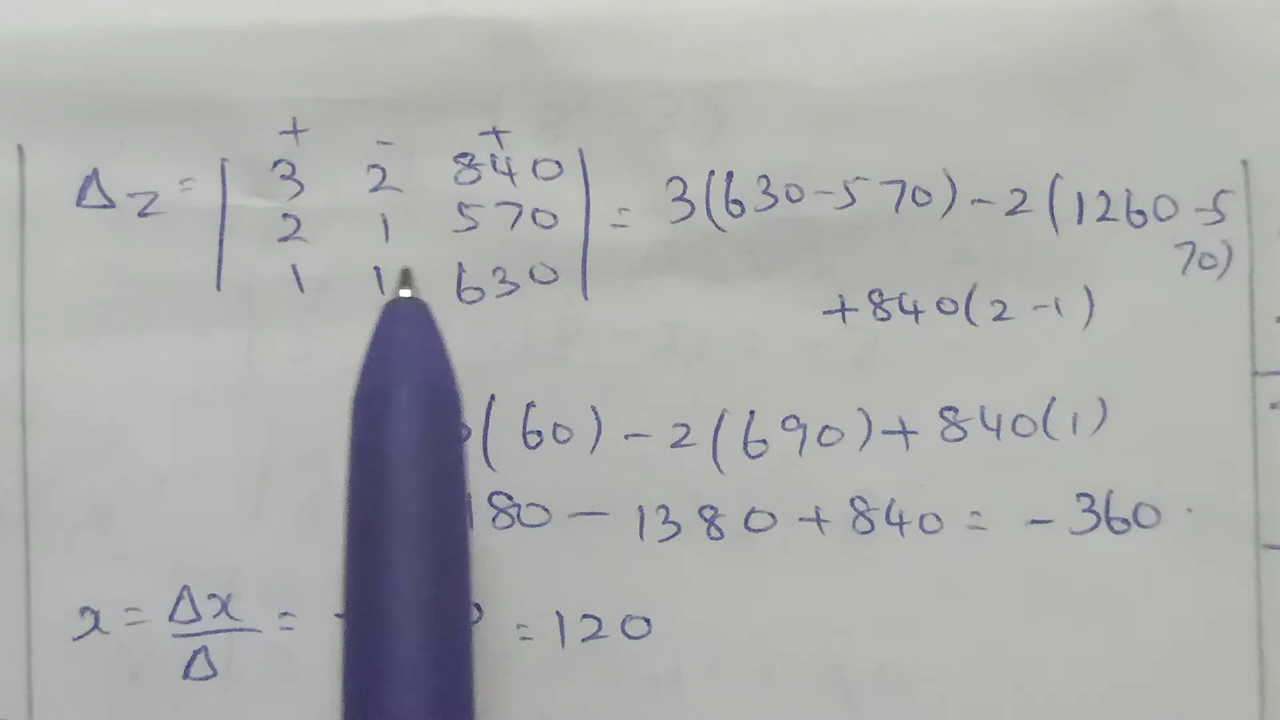 + - +
Δz = | 3 2 840 | = 3(630-570) - 2(1260-5
2 1 570
70)
1 1 630
+840(2-1)
(60) - 2(690) + 840(1)
180 - 1380 + 840 = -360
x = Δx/Δ = = 120